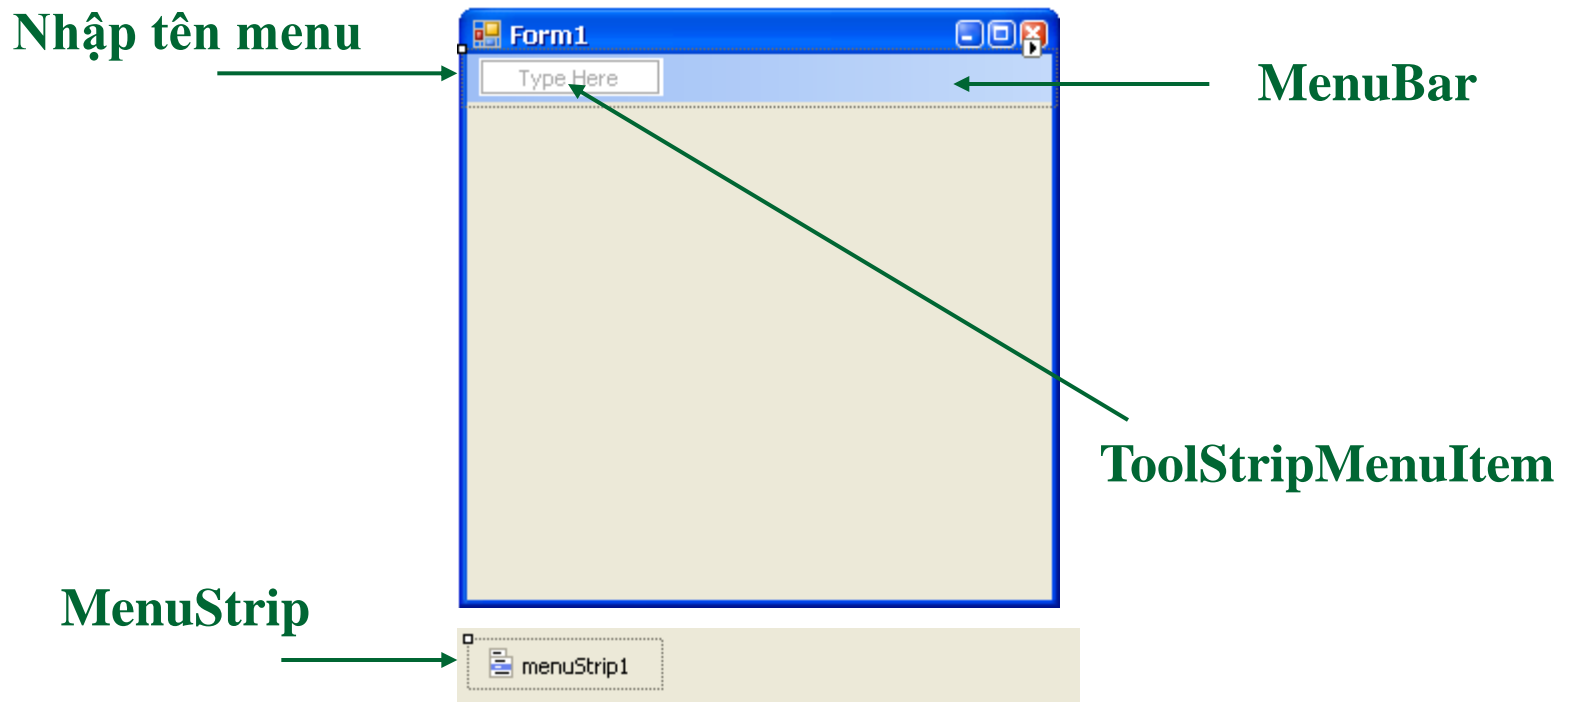 Nhập tên menu
Form1
Type Here
MenuBar
ToolStripMenuItem
MenuStrip
menuStrip1